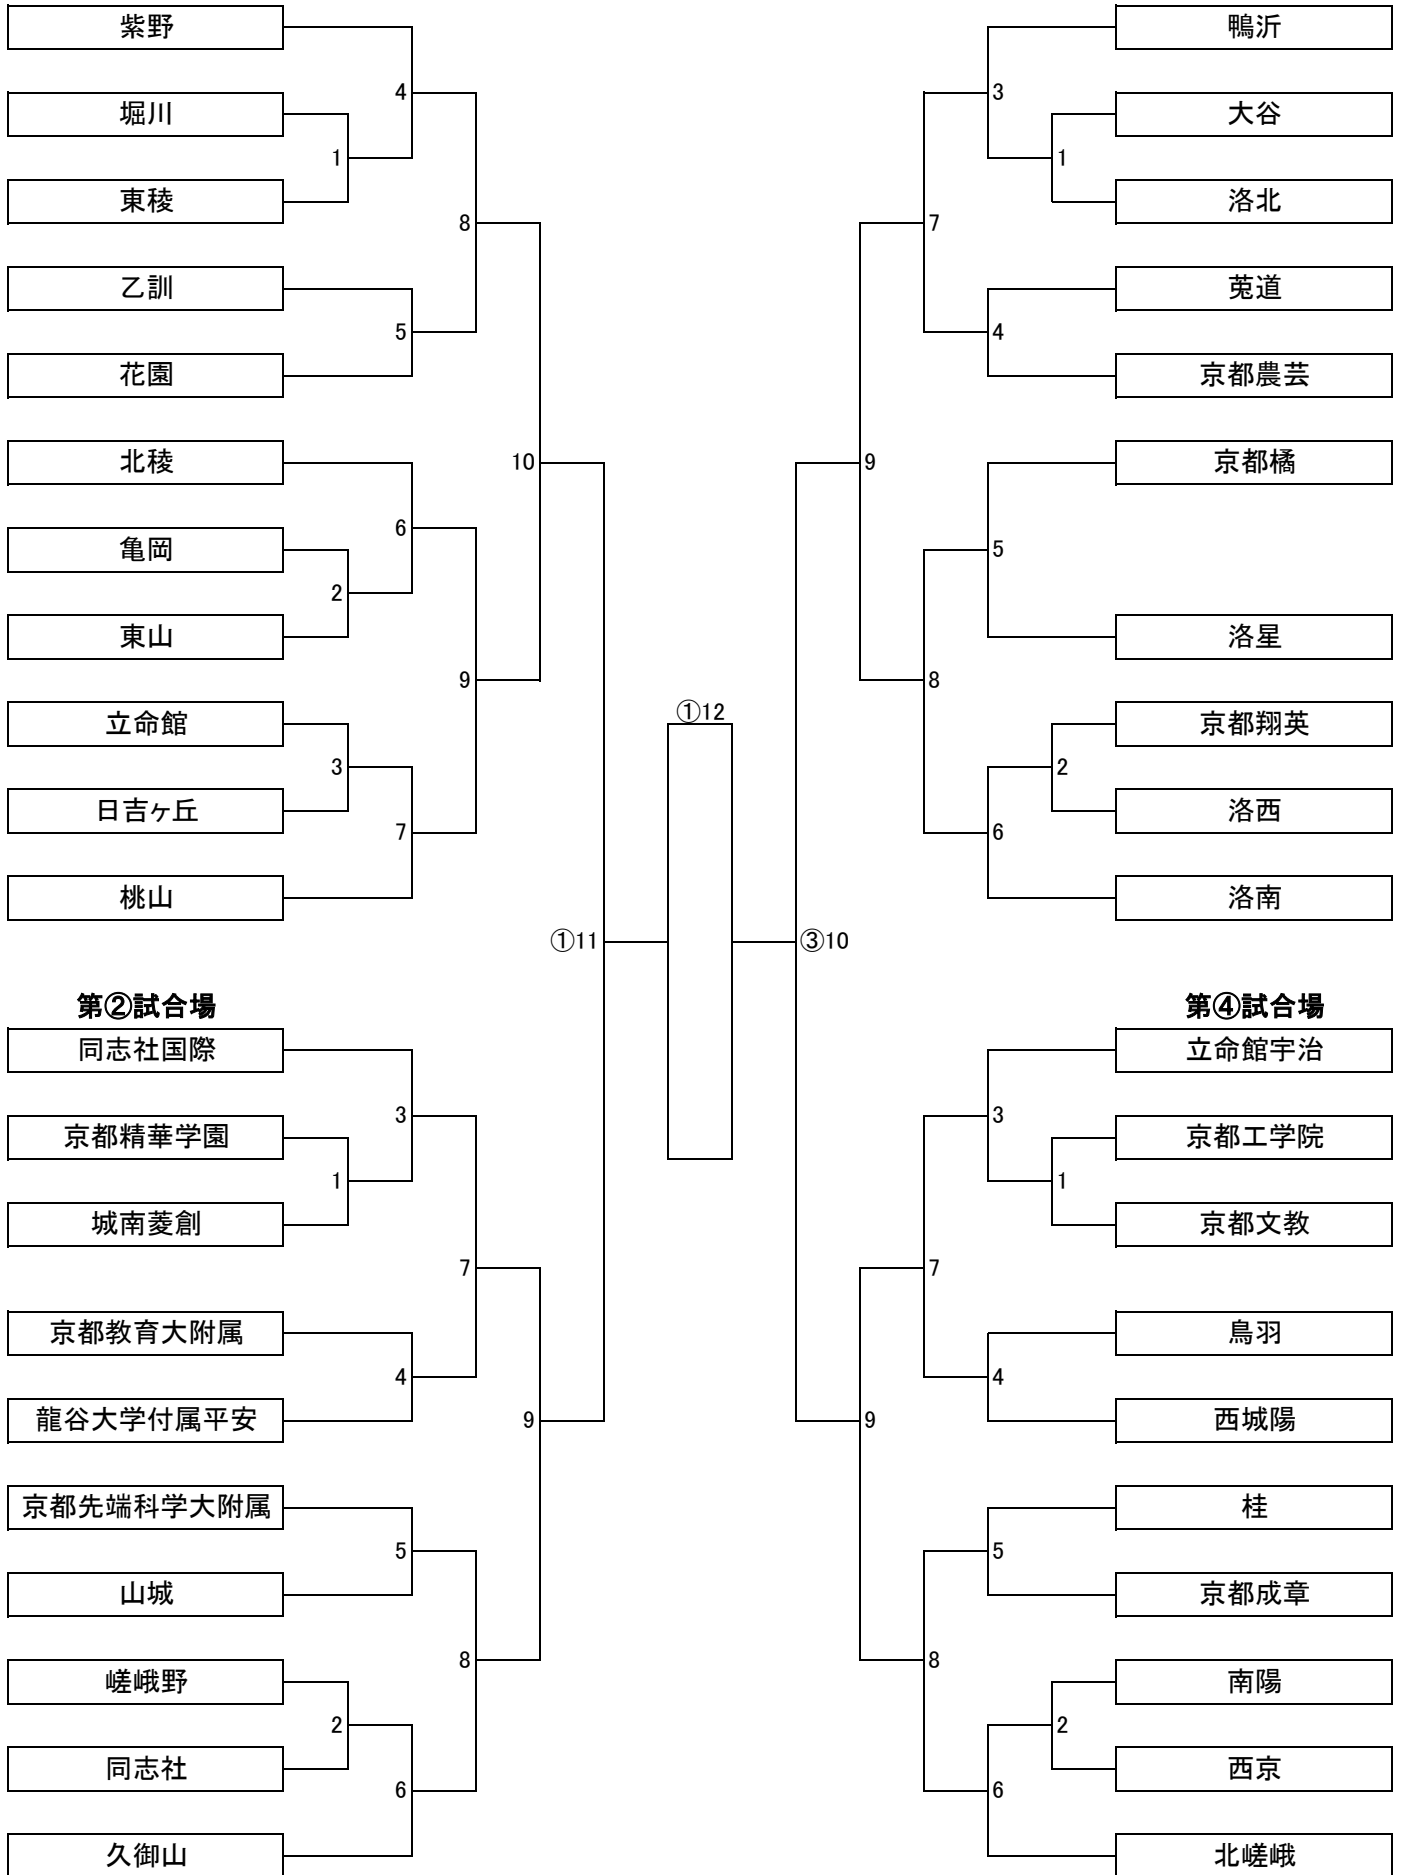 紫野
4
堀川
1
東稜
8
乙訓
5
花園
北稜
10
6
亀岡
2
東山
9
立命館
3
日吉ヶ丘
7
桃山
①11
第②試合場
同志社国際
3
京都精華学園
1
城南菱創
7
京都教育大附属
4
龍谷大学付属平安
9
京都先端科学大附属
5
山城
8
嵯峨野
2
同志社
6
久御山
①12
鴨沂
3
大谷
1
洛北
7
莵道
4
京都農芸
9
京都橘
5
洛星
8
京都翔英
2
洛西
6
洛南
③10
第④試合場
立命館宇治
3
京都工学院
1
京都文教
7
鳥羽
4
西城陽
9
桂
5
京都成章
8
南陽
2
西京
6
北嵯峨